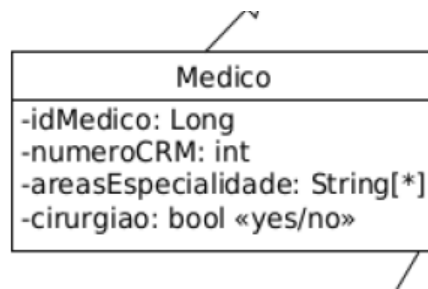 Medico
-idMedico: Long
-numeroCRM: int
-areasEspecialidade: String[*]
-cirurgiao: bool «yes/no»